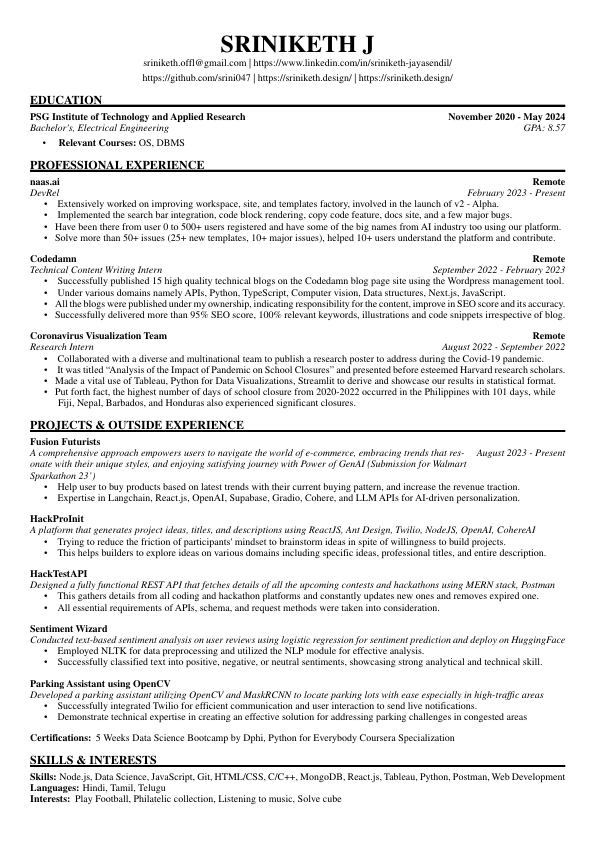 SRINIKETH J
sriniketh.offl@gmail.com | https://www.linkedin.com/in/sriniketh-jayasendil/
https://github.com/srini047 | https://sriniketh.design/ | https://sriniketh.design/
EDUCATION
PSG Institute of Technology and Applied Research November 2020 - May 2024
Bachelor's, Electrical Engineering GPA: 8.57
• Relevant Courses: OS, DBMS
PROFESSIONAL EXPERIENCE
naas.ai Remote
DevRel February 2023 - Present
• Extensively worked on improving workspace, site, and templates factory, involved in the launch of v2 - Alpha.
• Implemented the search bar integration, code block rendering, copy code feature, docs site, and a few major bugs.
• Have been there from user 0 to 500+ users registered and have some of the big names from AI industry too using our platform.
• Solve more than 50+ issues (25+ new templates, 10+ major issues), helped 10+ users understand the platform and contribute.
Codedamn Remote
Technical Content Writing Intern September 2022 - February 2023
• Successfully published 15 high quality technical blogs on the Codedamn blog page site using the Wordpress management tool.
• Under various domains namely APIs, Python, TypeScript, Computer vision, Data structures, Next.js, JavaScript.
• All the blogs were published under my ownership, indicating responsibility for the content, improve in SEO score and its accuracy.
• Successfully delivered more than 95% SEO score, 100% relevant keywords, illustrations and code snippets irrespective of blog.
Coronavirus Visualization Team Remote
Research Intern August 2022 - September 2022
• Collaborated with a diverse and multinational team to publish a research poster to address during the Covid-19 pandemic.
• It was titled “Analysis of the Impact of Pandemic on School Closures” and presented before esteemed Harvard research scholars.
• Made a vital use of Tableau, Python for Data Visualizations, Streamlit to derive and showcase our results in statistical format.
• Put forth fact, the highest number of days of school closure from 2020-2022 occurred in the Philippines with 101 days, while
Fiji, Nepal, Barbados, and Honduras also experienced significant closures.
PROJECTS & OUTSIDE EXPERIENCE
Fusion Futurists
A comprehensive approach empowers users to navigate the world of e-commerce, embracing trends that res- August 2023 - Present
onate with their unique styles, and enjoying satisfying journey with Power of GenAI (Submission for Walmart
Sparkathon 23’)
• Help user to buy products based on latest trends with their current buying pattern, and increase the revenue traction.
• Expertise in Langchain, React.js, OpenAI, Supabase, Gradio, Cohere, and LLM APIs for AI-driven personalization.
HackProInit
A platform that generates project ideas, titles, and descriptions using ReactJS, Ant Design, Twilio, NodeJS, OpenAI, CohereAI
• Trying to reduce the friction of participants' mindset to brainstorm ideas in spite of willingness to build projects.
• This helps builders to explore ideas on various domains including specific ideas, professional titles, and entire description.
HackTestAPI
Designed a fully functional REST API that fetches details of all the upcoming contests and hackathons using MERN stack, Postman
• This gathers details from all coding and hackathon platforms and constantly updates new ones and removes expired one.
• All essential requirements of APIs, schema, and request methods were taken into consideration.
Sentiment Wizard
Conducted text-based sentiment analysis on user reviews using logistic regression for sentiment prediction and deploy on HuggingFace
• Employed NLTK for data preprocessing and utilized the NLP module for effective analysis.
• Successfully classified text into positive, negative, or neutral sentiments, showcasing strong analytical and technical skill.
Parking Assistant using OpenCV
Developed a parking assistant utilizing OpenCV and MaskRCNN to locate parking lots with ease especially in high-traffic areas
• Successfully integrated Twilio for efficient communication and user interaction to send live notifications.
• Demonstrate technical expertise in creating an effective solution for addressing parking challenges in congested areas
Certifications: 5 Weeks Data Science Bootcamp by Dphi, Python for Everybody Coursera Specialization
SKILLS & INTERESTS
Skills: Node.js, Data Science, JavaScript, Git, HTML/CSS, C/C++, MongoDB, React.js, Tableau, Python, Postman, Web Development
Languages: Hindi, Tamil, Telugu
Interests: Play Football, Philatelic collection, Listening to music, Solve cube